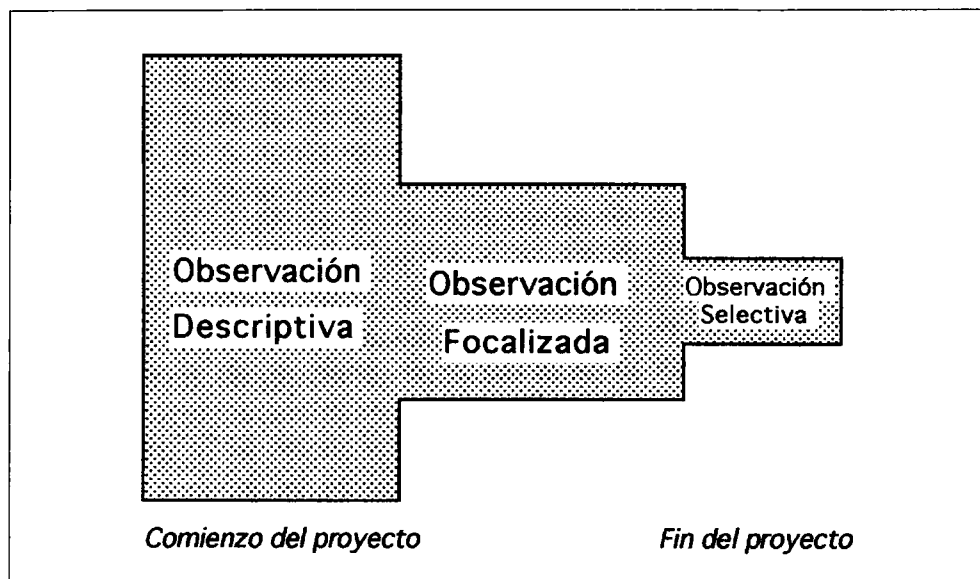 Observación
Descriptiva
Observación
Focalizada
Observación
Selectiva
Comienzo del proyecto
Fin del proyecto